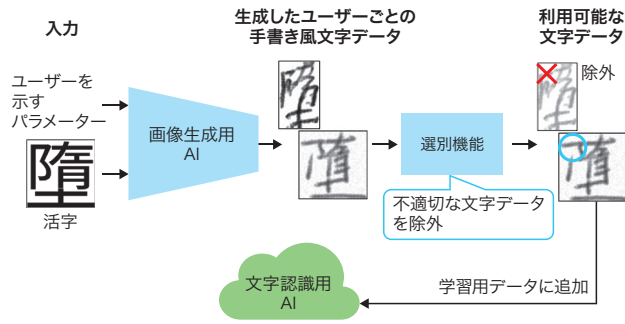 入力
生成したユーザーごとの
手書き風文字データ
利用可能な
文字データ
ユーザーを
示す
パラメーター
堕
活字
画像生成用
AI
堕
堕
選別機能
不適切な文字データ
を除外
堕
除外
堕
文字認識用
AI
学習用データに追加